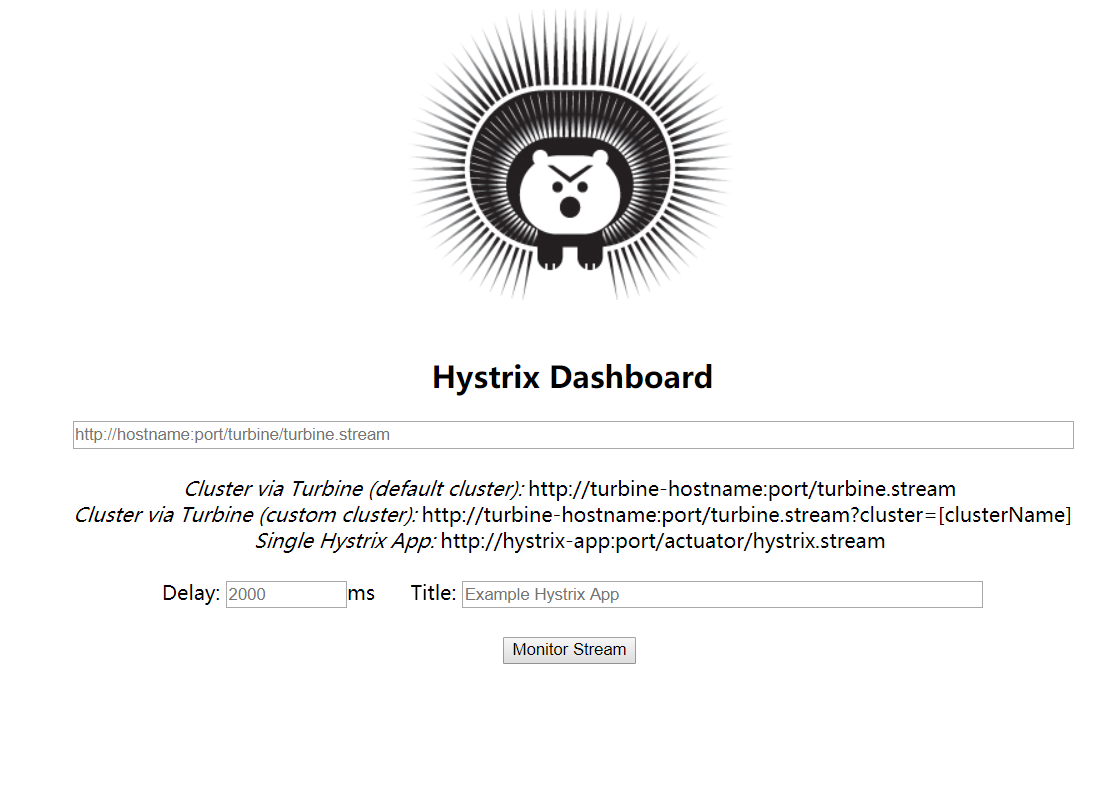 Hystrix Dashboard
http://hostname:port/turbine/turbine.stream
Cluster via Turbine (default cluster): http://turbine-hostname:port/turbine.stream
Cluster via Turbine (custom cluster): http://turbine-hostname:port/turbine.stream?cluster=[clusterName]
Single Hystrix App: http://hystrix-app:port/actuator/hystrix.stream
Delay: 2000 ms Title: Example Hystrix App
Monitor Stream